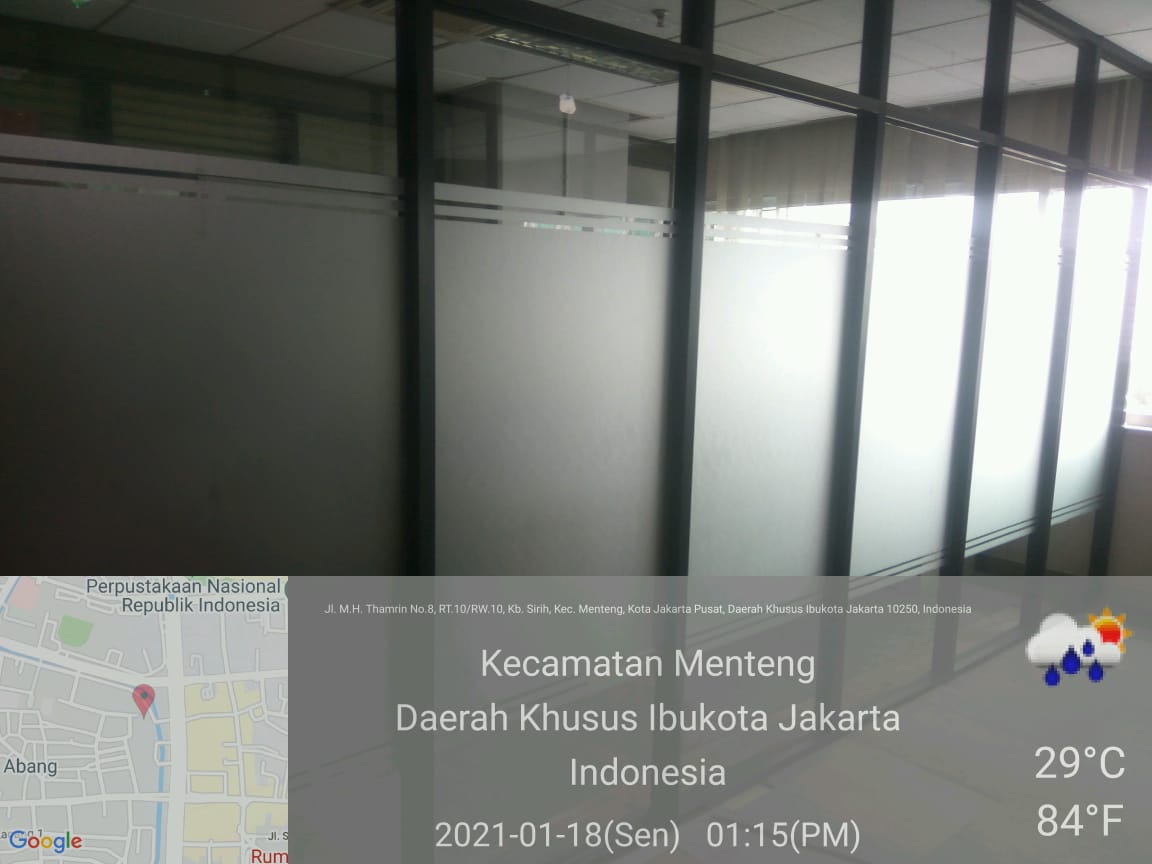 Perpustakaan Nasional
Republik Indonesia
Abang
Google
Jl. S
Rum
Jl. M.H. Thamrin No.8, RT.10/RW.10, Kb. Sirih, Kec. Menteng, Kota Jakarta Pusat, Daerah Khusus Ibukota Jakarta 10250, Indonesia
Kecamatan Menteng
Daerah Khusus Ibukota Jakarta
Indonesia
2021-01-18(Sen) 01:15(PM)
29°C
84°F